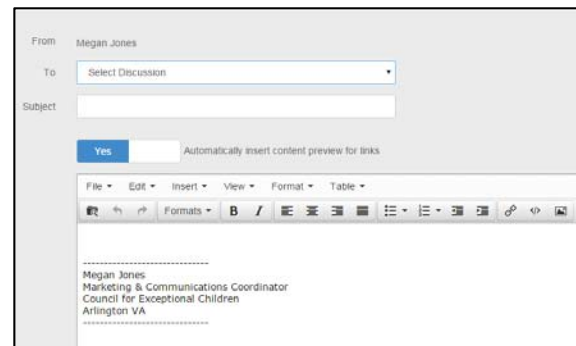 From Megan Jones
To Select Discussion
Subject
Yes Automatically insert content preview for links
File Edit Insert View Format Table
Formats B I
------------------------------
Megan Jones
Marketing & Communications Coordinator
Council for Exceptional Children
Arlington VA
------------------------------